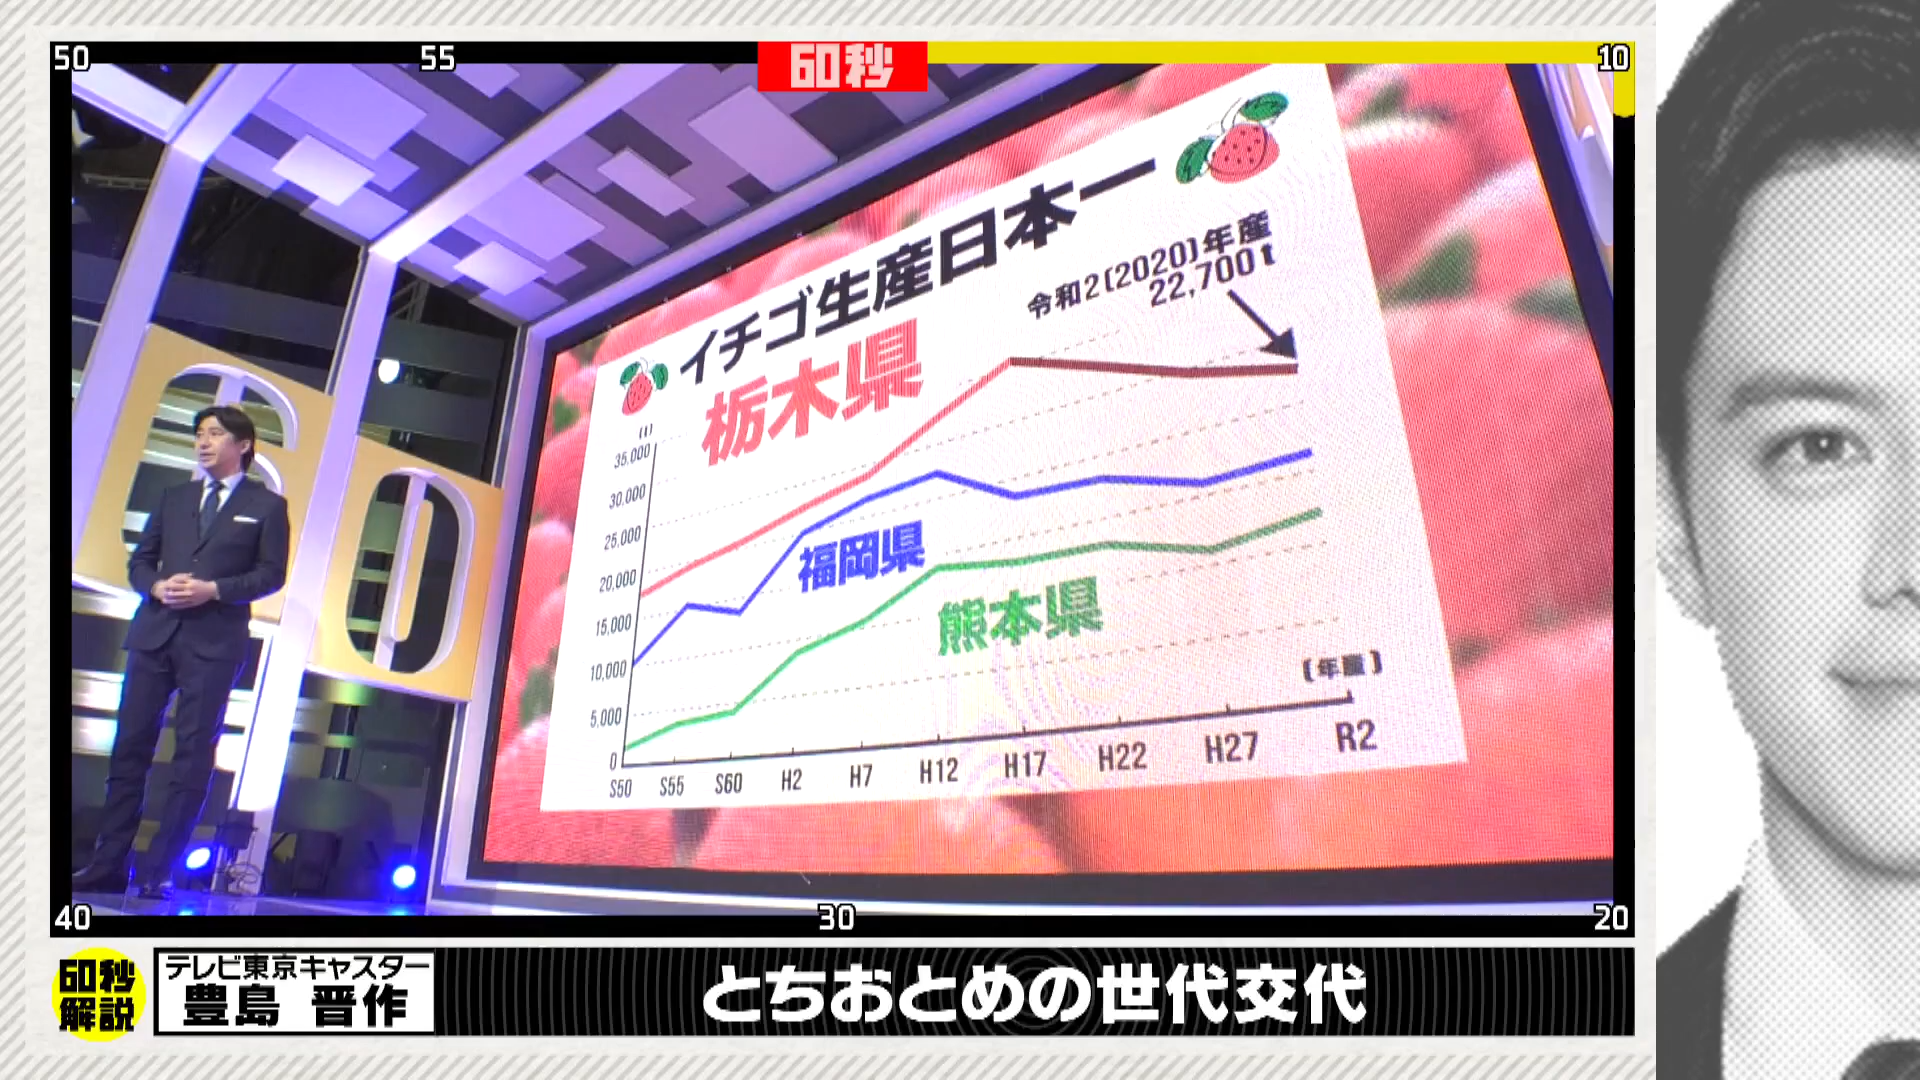 50
55
60秒
10
イチゴ生産日本一
栃木県
令和2(2020)年産
22,700t
(t)
35,000
30,000
25,000
20,000
15,000
10,000
5,000
0
福岡県
熊本県
(年産)
S50 S55 S60 H2 H7 H12 H17 H22 H27 R2
40
30
20
60秒
解説
テレビ東京キャスター
豊島 晋作
とちおとめの世代交代